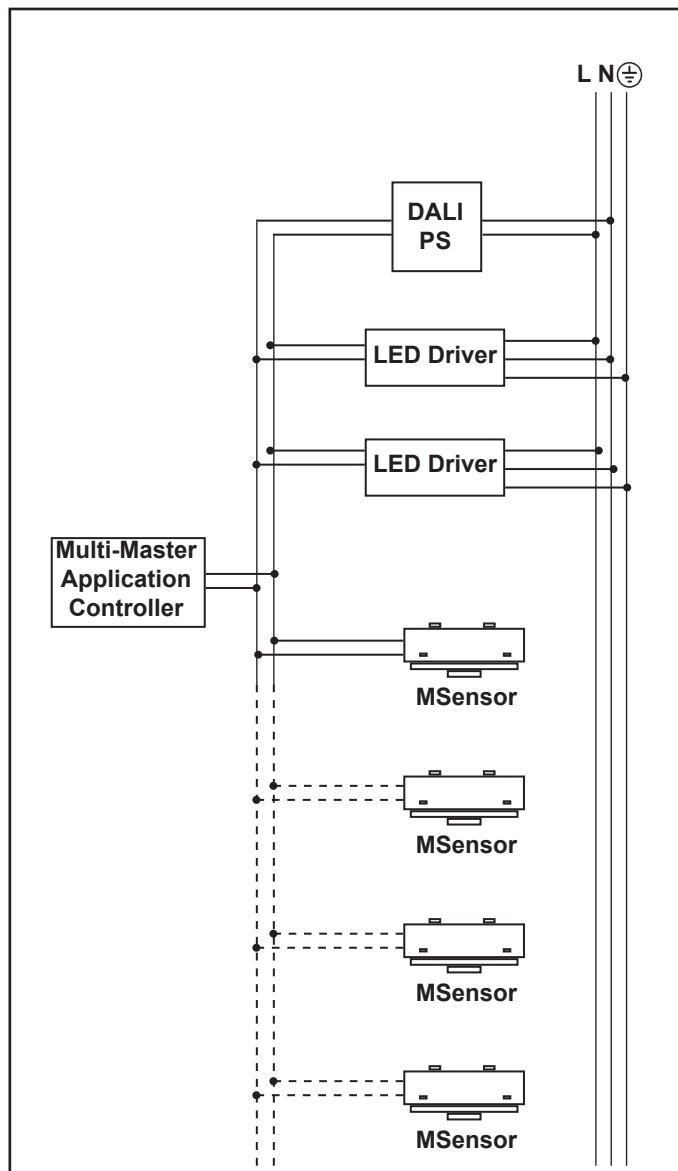 L N
DALI
PS
LED Driver
LED Driver
Multi-Master
Application
Controller
MSensor
MSensor
MSensor
MSensor